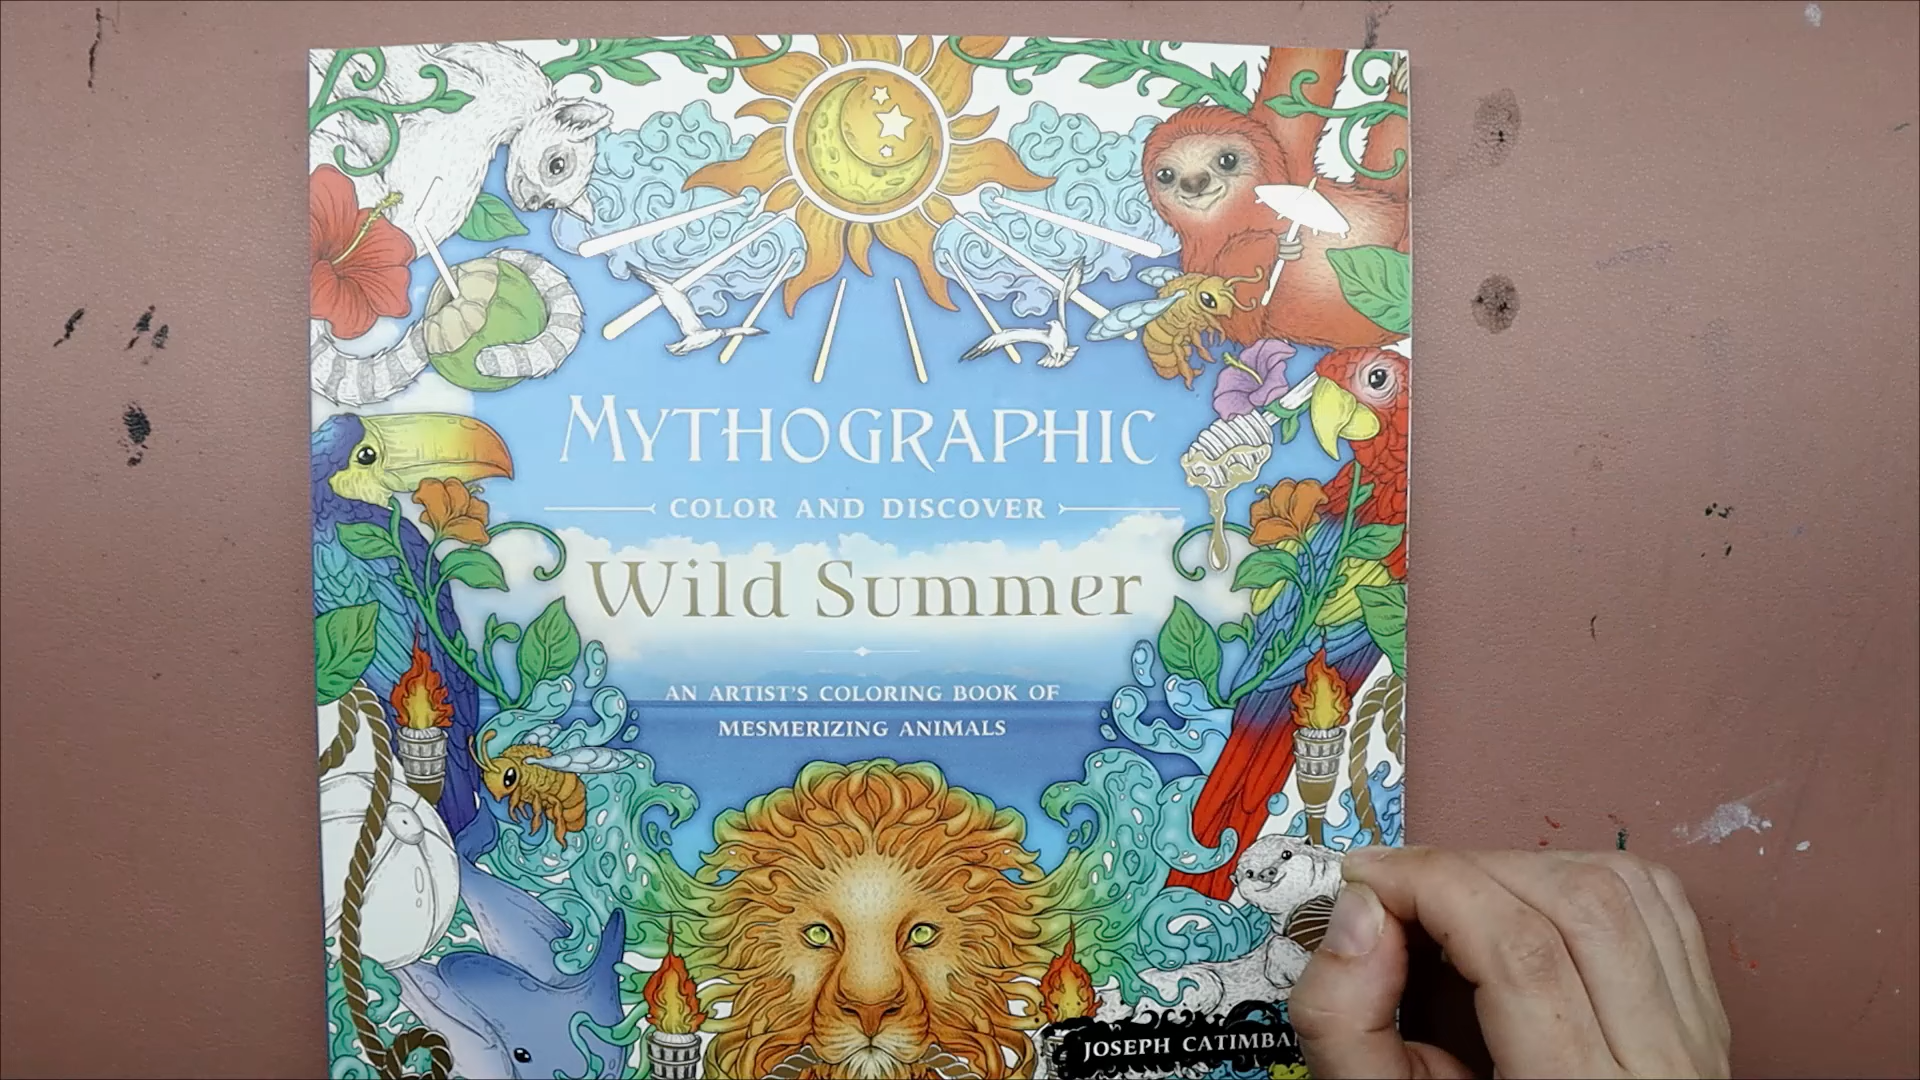 MYTHOGRAPHIC
COLOR AND DISCOVER
Wild Summer
AN ARTIST'S COLORING BOOK OF
MESMERIZING ANIMALS
JOSEPH